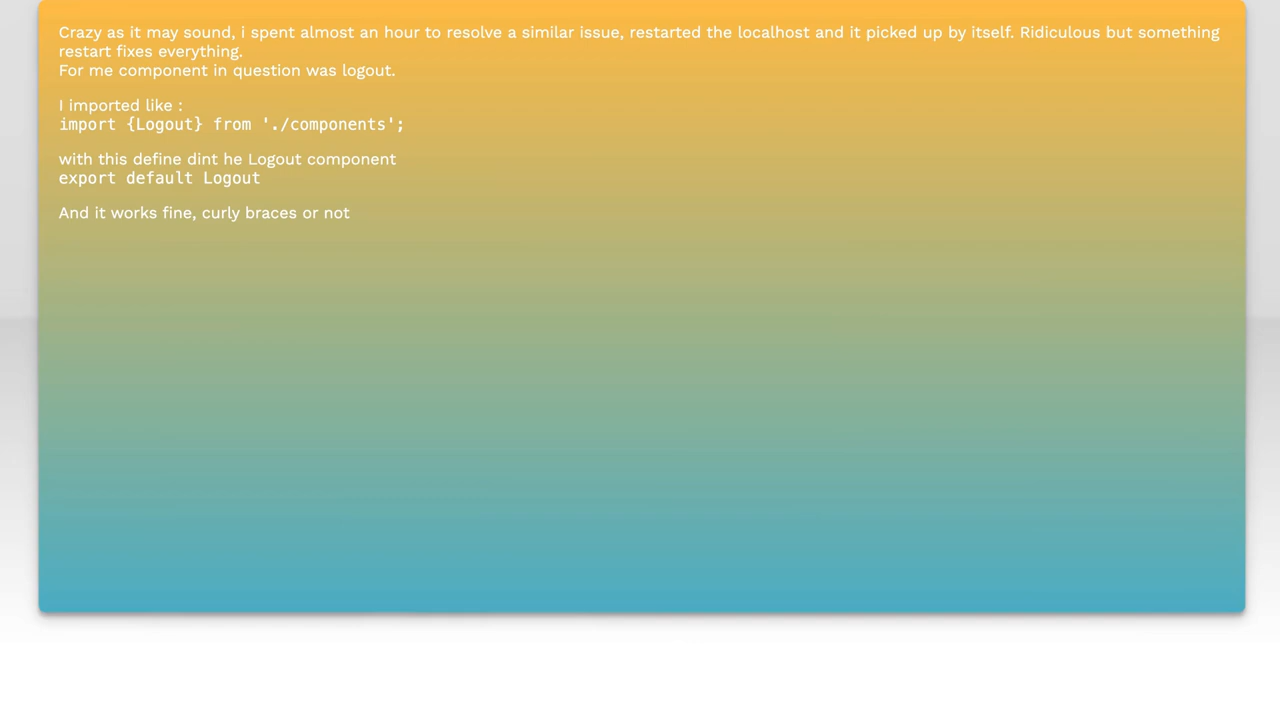 Crazy as it may sound, i spent almost an hour to resolve a similar issue, restarted the localhost and it picked up by itself. Ridiculous but something
restart fixes everything.
For me component in question was logout.
I imported like :
import {Logout} from './components';
with this define dint he Logout component
export default Logout
And it works fine, curly braces or not